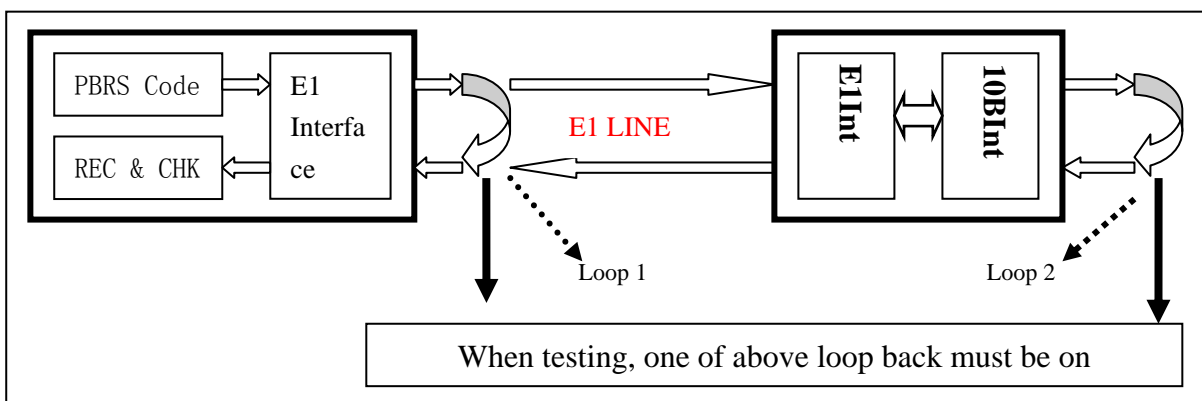 PBRS Code
REC & CHK
E1
Interfa
ce
E1 LINE
E1Int
10BInt
Loop 1
Loop 2
When testing, one of above loop back must be on